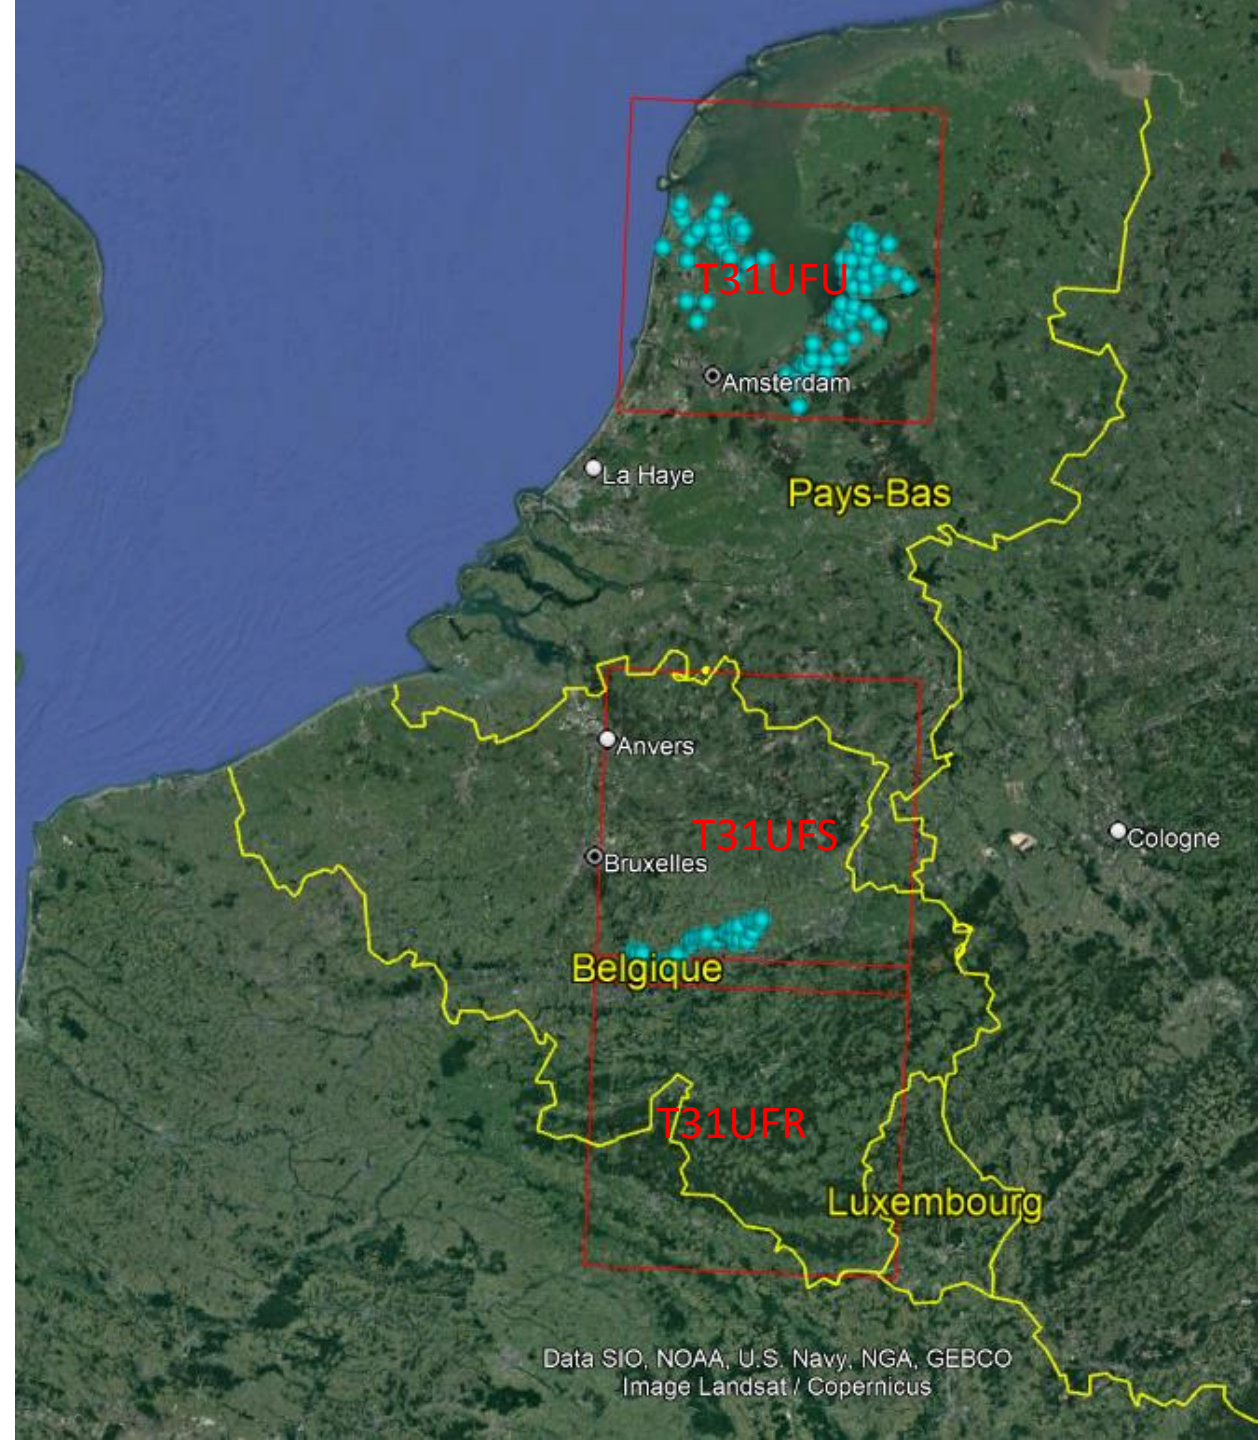 T31UFU
Amsterdam
La Haye
Pays-Bas
Anvers
T31UFS
Cologne
Bruxelles
Belgique
T31UFR
Luxembourg
Data SIO, NOAA, U.S. Navy, NGA, GEBCO
Image Landsat / Copernicus